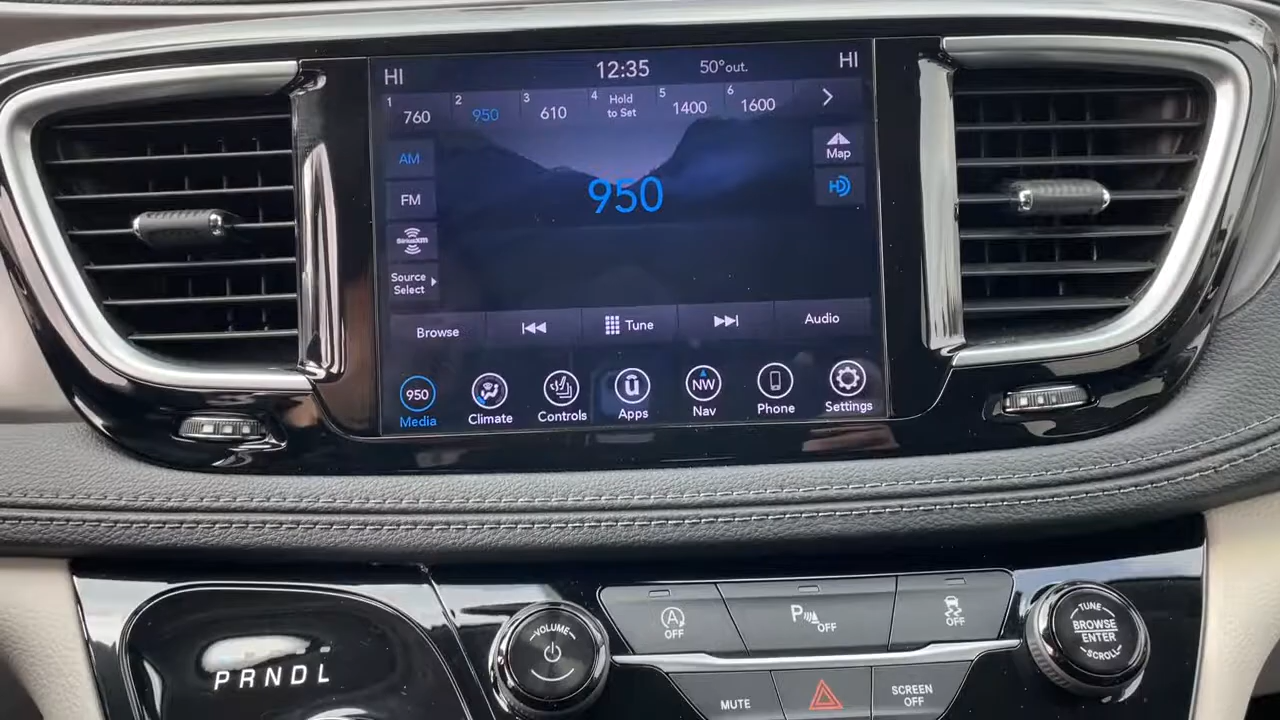 HI 12:35 50°out. HI
1 760 2 950 3 610 4 Hold to Set 5 1400 6 1600
AM
Map
FM
HD
950
SiriusXM
Source
Select
Browse Tune Audio
950 NW
Media Climate Controls Apps Nav Phone Settings
VOLUME
A OFF
P OFF
OFF
TUNE
BROWSE
ENTER
SCROLL
PRNDL
MUTE
SCREEN
OFF